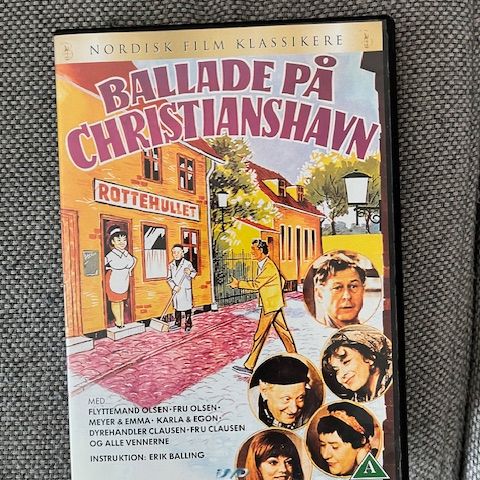 NORDISK FILM KLASSIKERE
BALLADE PÅ
CHRISTIANSHAVN
ROTTEHULLET
MED
FLYTTEMAND OLSEN · FRU OLSEN ·
MEYER & EMMA · KARLA & EGON ·
DYREHANDLER CLAUSEN · FRU CLAUSEN
OG ALLE VENNERNE
INSTRUKTION: ERIK BALLING
A